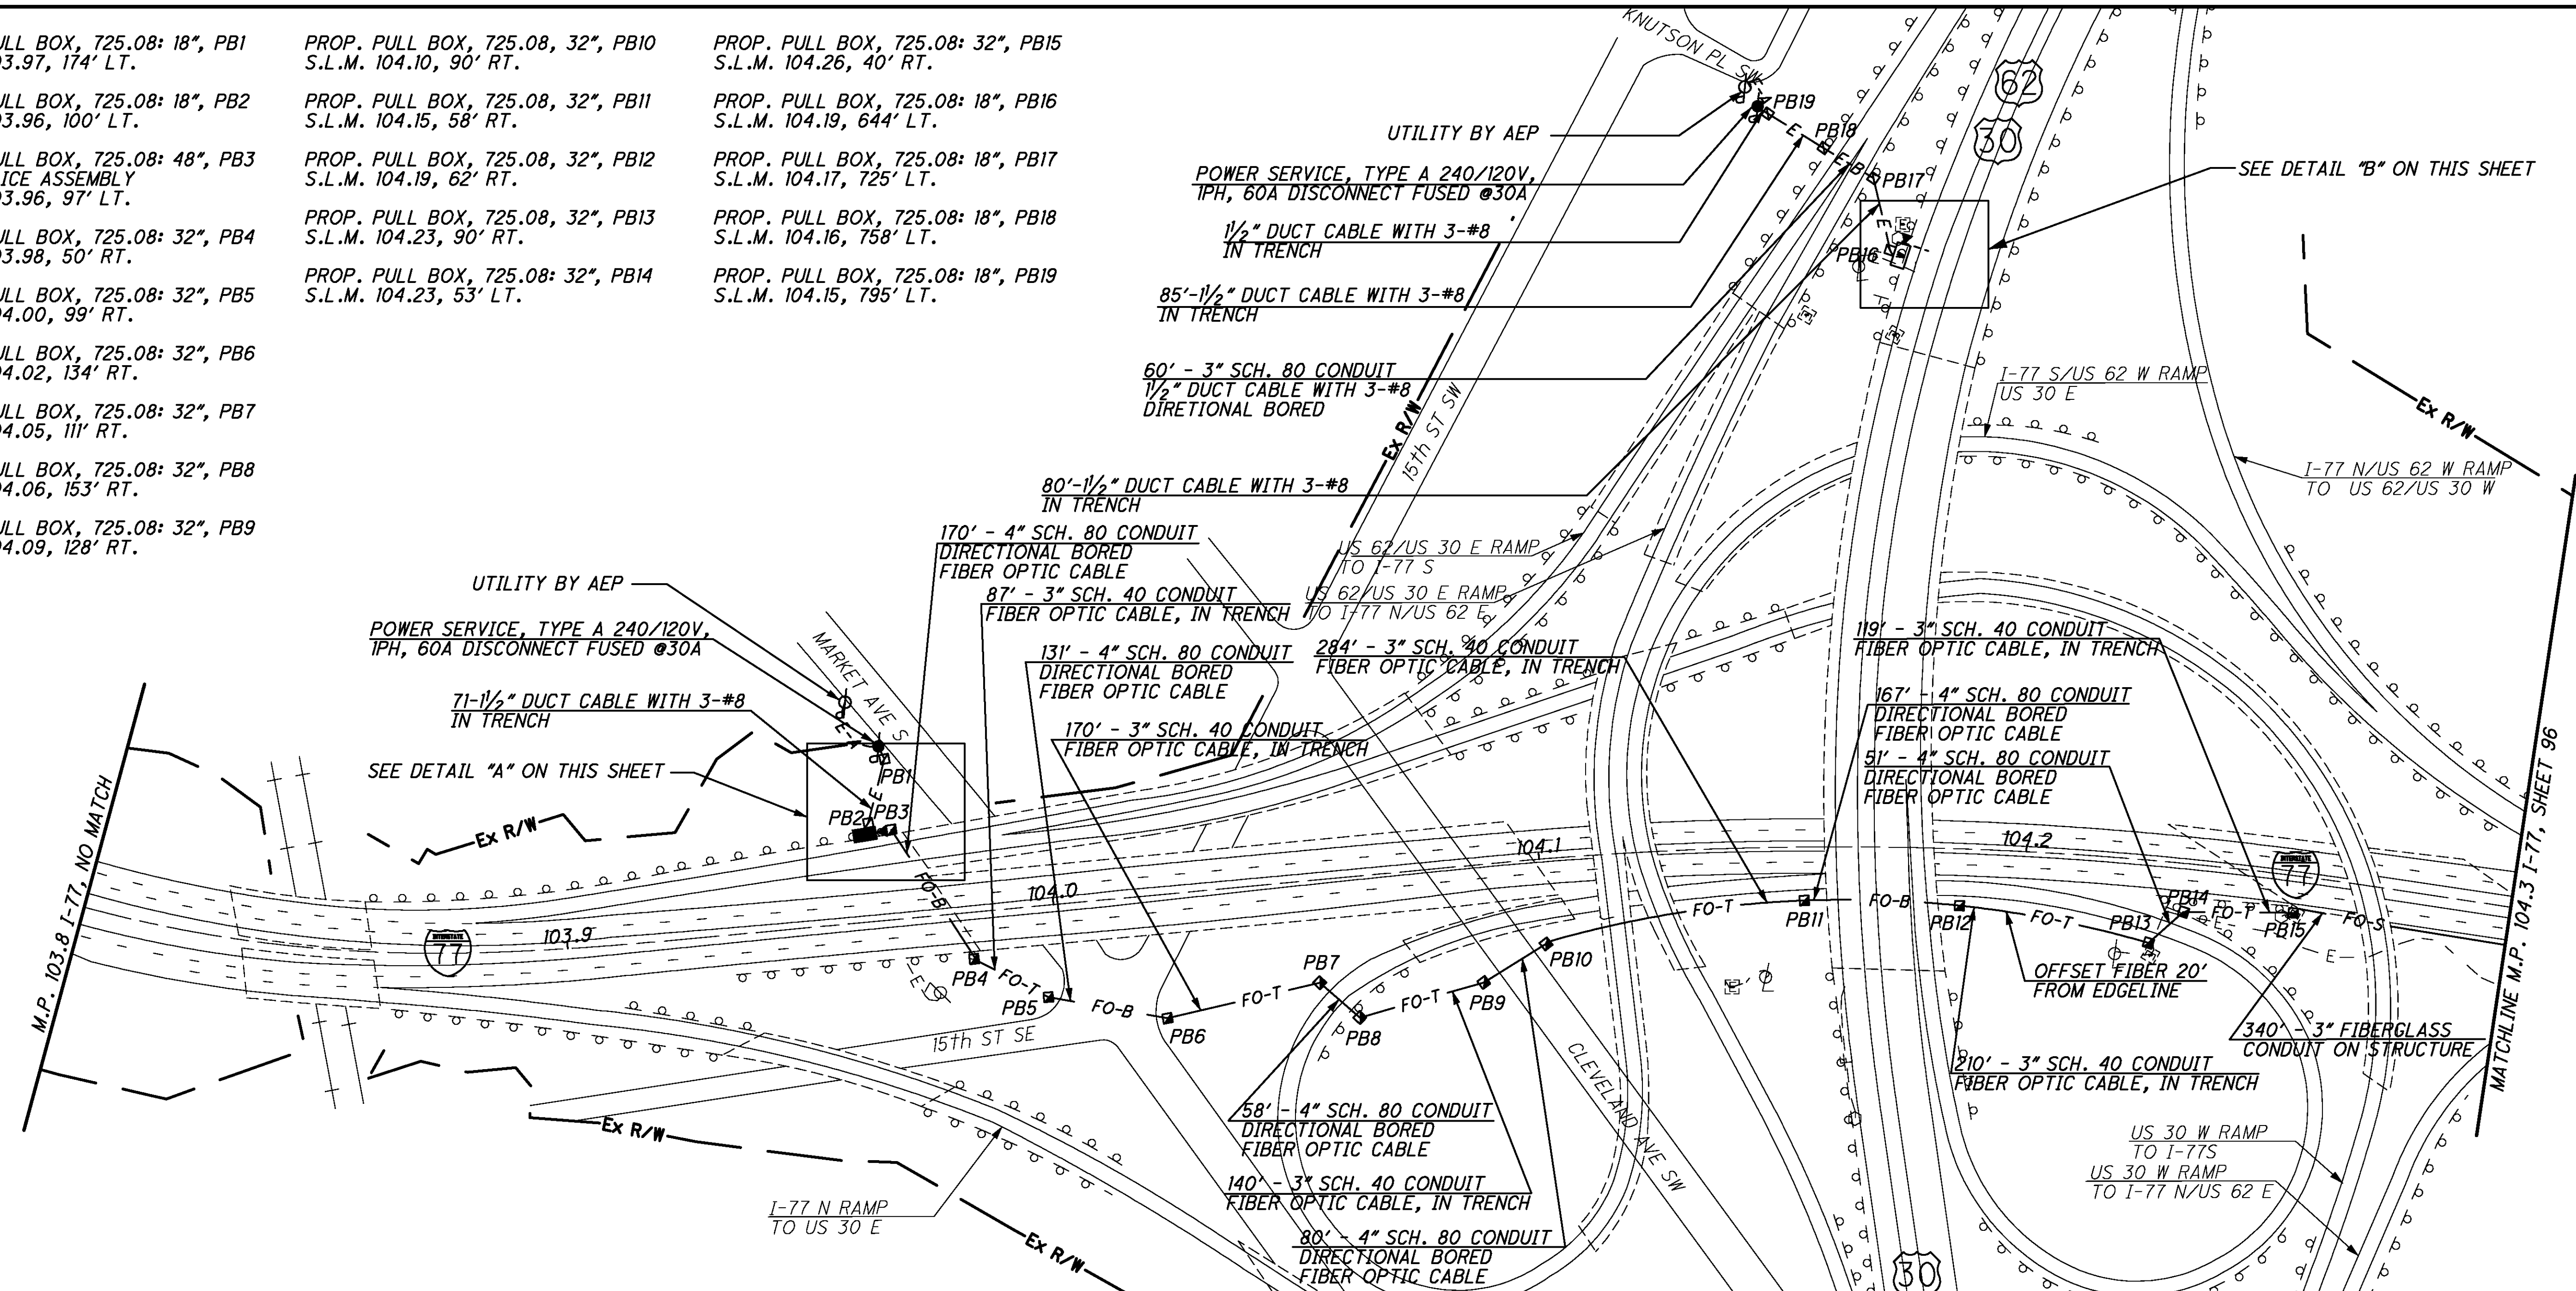 ULL BOX, 725.08: 18", PB1
03.97, 174' LT.
ULL BOX, 725.08: 18", PB2
03.96, 100' LT.
ULL BOX, 725.08: 48", PB3
LICE ASSEMBLY
03.96, 97' LT.
ULL BOX, 725.08: 32", PB4
03.98, 50' RT.
ULL BOX, 725.08: 32", PB5
04.00, 99' RT.
ULL BOX, 725.08: 32", PB6
04.02, 134' RT.
ULL BOX, 725.08: 32", PB7
04.05, 111' RT.
ULL BOX, 725.08: 32", PB8
04.06, 153' RT.
ULL BOX, 725.08: 32", PB9
04.09, 128' RT.
PROP. PULL BOX, 725.08, 32", PB10
S.L.M. 104.10, 90' RT.
PROP. PULL BOX, 725.08, 32", PB11
S.L.M. 104.15, 58' RT.
PROP. PULL BOX, 725.08, 32", PB12
S.L.M. 104.19, 62' RT.
PROP. PULL BOX, 725.08, 32", PB13
S.L.M. 104.23, 90' RT.
PROP. PULL BOX, 725.08: 32", PB14
S.L.M. 104.23, 53' LT.
PROP. PULL BOX, 725.08: 32", PB15
S.L.M. 104.26, 40' RT.
PROP. PULL BOX, 725.08: 18", PB16
S.L.M. 104.19, 644' LT.
PROP. PULL BOX, 725.08: 18", PB17
S.L.M. 104.17, 725' LT.
PROP. PULL BOX, 725.08: 18", PB18
S.L.M. 104.16, 758' LT.
PROP. PULL BOX, 725.08: 18", PB19
S.L.M. 104.15, 795' LT.
KNUTSON PL SW
UTILITY BY AEP
POWER SERVICE, TYPE A 240/120V,
1PH, 60A DISCONNECT FUSED @30A
1½" DUCT CABLE WITH 3-#8
IN TRENCH
85'-1½" DUCT CABLE WITH 3-#8
IN TRENCH
60' - 3" SCH. 80 CONDUIT
1½" DUCT CABLE WITH 3-#8
DIRETIONAL BORED
80'-1½" DUCT CABLE WITH 3-#8
IN TRENCH
PB19
E
PB18
E-B
PB17
E
PB16
E
62
30
SEE DETAIL "B" ON THIS SHEET
Ex R/W
15th ST SW
I-77 S/US 62 W RAMP
US 30 E
Ex R/W
I-77 N/US 62 W RAMP
TO US 62/US 30 W
US 62/US 30 E RAMP
TO I-77 S
US 62/US 30 E RAMP
TO I-77 N/US 62 E
170' - 4" SCH. 80 CONDUIT
DIRECTIONAL BORED
FIBER OPTIC CABLE
87' - 3" SCH. 40 CONDUIT
FIBER OPTIC CABLE, IN TRENCH
131' - 4" SCH. 80 CONDUIT
DIRECTIONAL BORED
FIBER OPTIC CABLE
170' - 3" SCH. 40 CONDUIT
FIBER OPTIC CABLE, IN TRENCH
284' - 3" SCH. 40 CONDUIT
FIBER OPTIC CABLE, IN TRENCH
119' - 3" SCH. 40 CONDUIT
FIBER OPTIC CABLE, IN TRENCH
167' - 4" SCH. 80 CONDUIT
DIRECTIONAL BORED
FIBER OPTIC CABLE
51' - 4" SCH. 80 CONDUIT
DIRECTIONAL BORED
FIBER OPTIC CABLE
UTILITY BY AEP
POWER SERVICE, TYPE A 240/120V,
1PH, 60A DISCONNECT FUSED @30A
71-1½" DUCT CABLE WITH 3-#8
IN TRENCH
SEE DETAIL "A" ON THIS SHEET
MARKET AVE S
E-A
PB1
E
PB2
PB3
Ex R/W
M.P. 103.8 I-77, NO MATCH
INTERSTATE
77
103.9
104.0
104.1
104.2
INTERSTATE
77
FO-B
PB4
FO-T
PB5
FO-B
PB6
FO-T
PB7
PB8
FO-T
PB9
PB10
FO-T
PB11
FO-B
PB12
FO-T
PB13
PB14
FO-T
PB15
FO-S
E
E
E
E
15th ST SE
OFFSET FIBER 20'
FROM EDGELINE
340' - 3" FIBERGLASS
CONDUIT ON STRUCTURE
210' - 3" SCH. 40 CONDUIT
FIBER OPTIC CABLE, IN TRENCH
MATCHLINE M.P. 104.3 I-77, SHEET 96
CLEVELAND AVE SW
58' - 4" SCH. 80 CONDUIT
DIRECTIONAL BORED
FIBER OPTIC CABLE
140' - 3" SCH. 40 CONDUIT
FIBER OPTIC CABLE, IN TRENCH
80' - 4" SCH. 80 CONDUIT
DIRECTIONAL BORED
FIBER OPTIC CABLE
Ex R/W
I-77 N RAMP
TO US 30 E
Ex R/W
30
US 30 W RAMP
TO I-77S
US 30 W RAMP
TO I-77 N/US 62 E